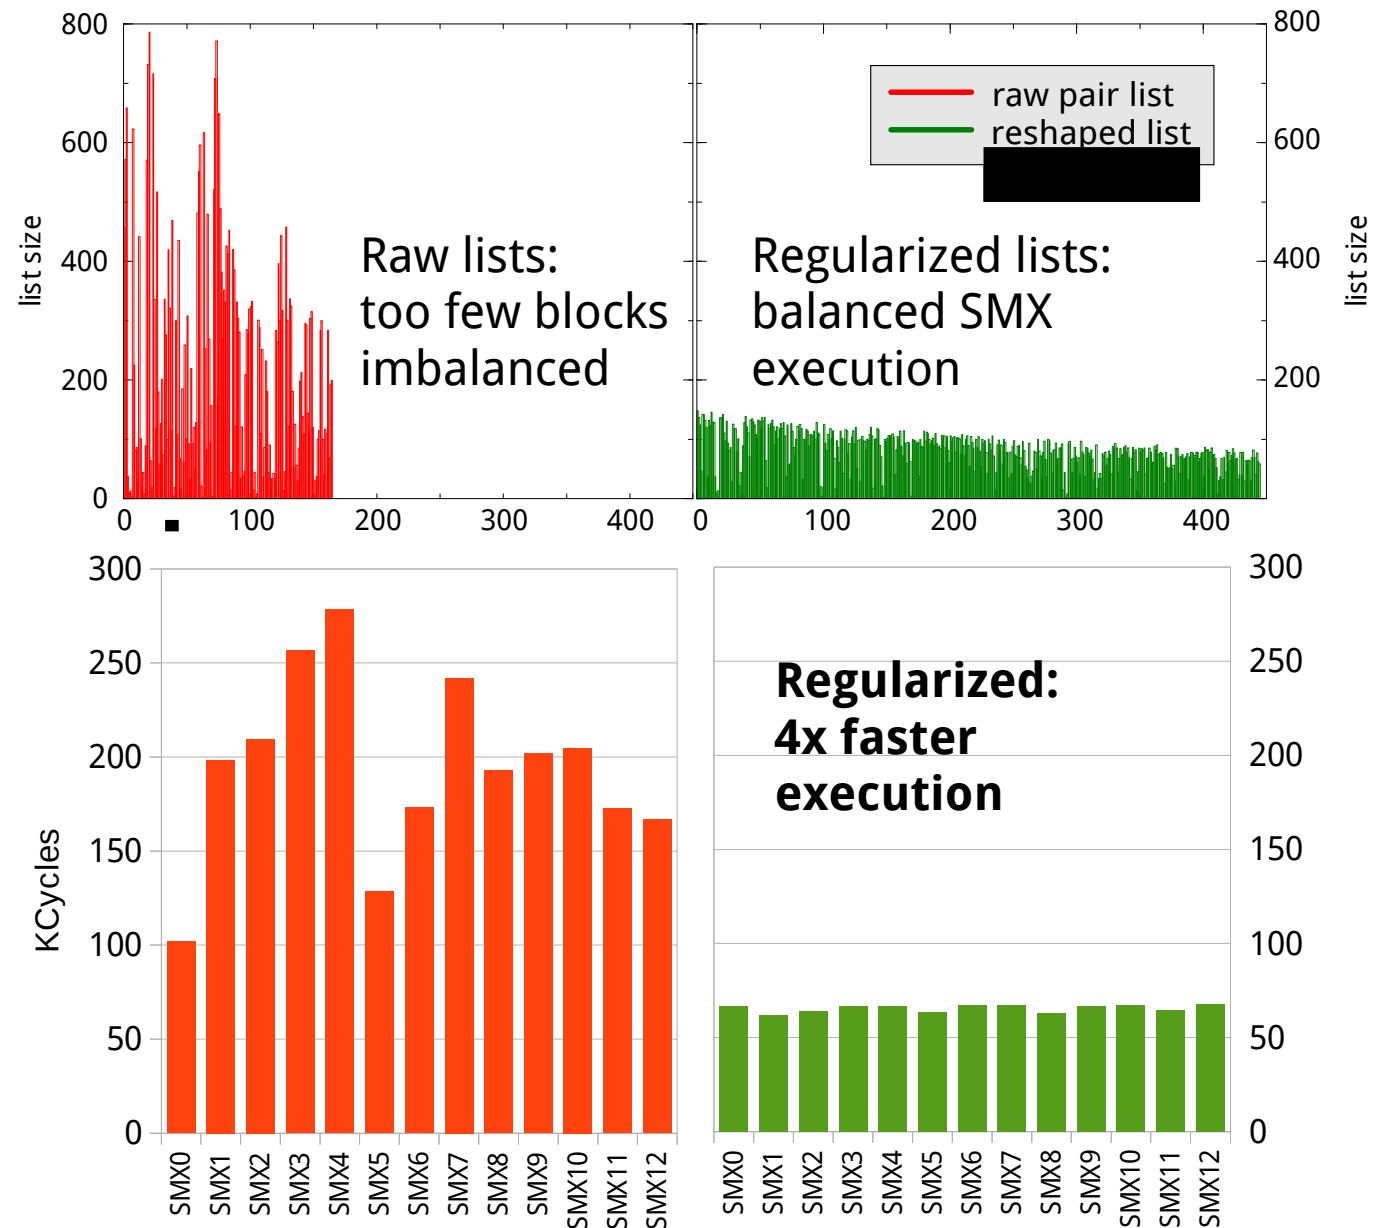 800
600
400
200
0
list size
0
100
200
300
400
Raw lists:
too few blocks
imbalanced
raw pair list
reshaped list
Regularized lists:
balanced SMX
execution
800
600
400
200
list size
0
100
200
300
400
300
250
200
150
100
50
0
KCycles
SMX0
SMX1
SMX2
SMX3
SMX4
SMX5
SMX6
SMX7
SMX8
SMX9
SMX10
SMX11
SMX12
Regularized:
4x faster
execution
300
250
200
150
100
50
0
SMX0
SMX1
SMX2
SMX3
SMX4
SMX5
SMX6
SMX7
SMX8
SMX9
SMX10
SMX11
SMX12